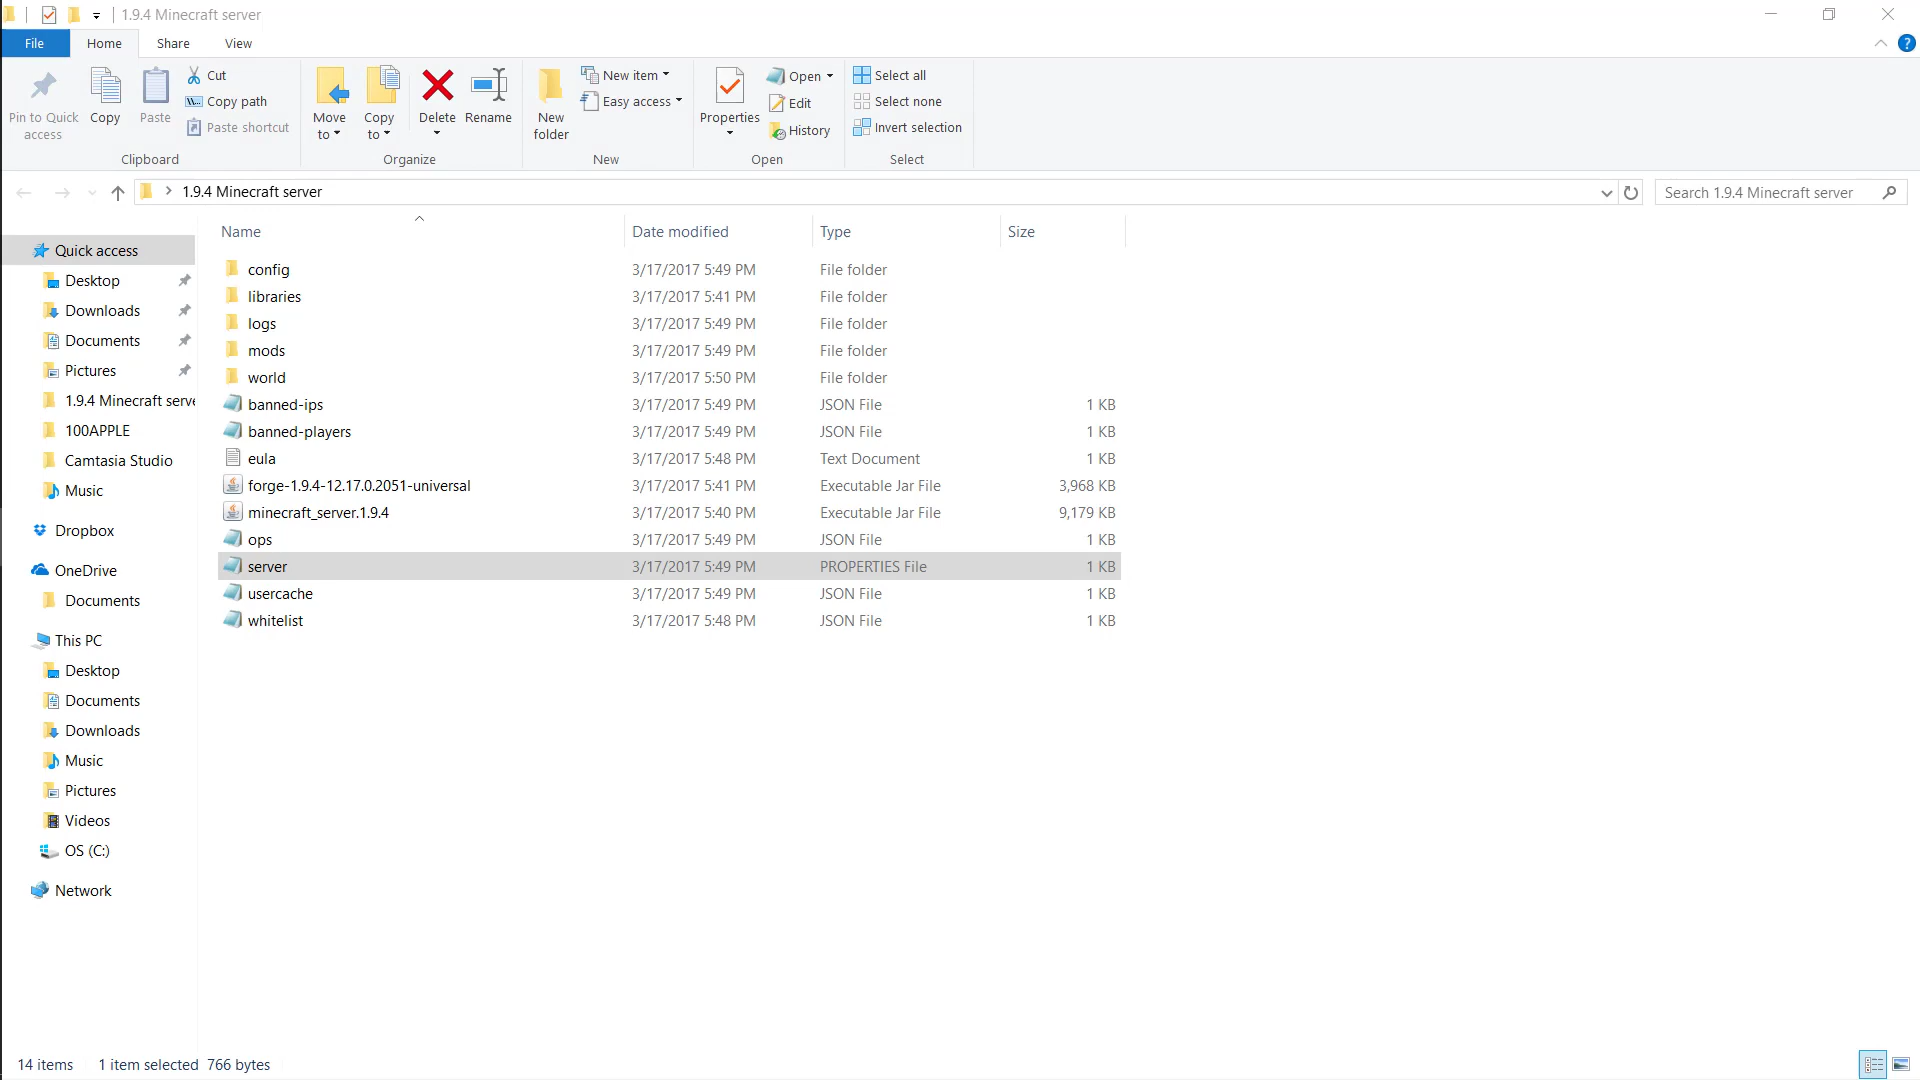 1.9.4 Minecraft server
File Home Share View
Pin to Quick access
Copy
Paste
Cut
Copy path
Paste shortcut
Clipboard
Move to
Copy to
Delete
Rename
Organize
New folder
New item
Easy access
New
Properties
Open
Edit
History
Open
Select all
Select none
Invert selection
Select
1.9.4 Minecraft server
Search 1.9.4 Minecraft server
Quick access
Desktop
Downloads
Documents
Pictures
1.9.4 Minecraft serve
100APPLE
Camtasia Studio
Music
Dropbox
OneDrive
Documents
This PC
Desktop
Documents
Downloads
Music
Pictures
Videos
OS (C:)
Network
Name Date modified Type Size
config 3/17/2017 5:49 PM File folder
libraries 3/17/2017 5:41 PM File folder
logs 3/17/2017 5:49 PM File folder
mods 3/17/2017 5:49 PM File folder
world 3/17/2017 5:50 PM File folder
banned-ips 3/17/2017 5:49 PM JSON File 1 KB
banned-players 3/17/2017 5:49 PM JSON File 1 KB
eula 3/17/2017 5:48 PM Text Document 1 KB
forge-1.9.4-12.17.0.2051-universal 3/17/2017 5:41 PM Executable Jar File 3,968 KB
minecraft_server.1.9.4 3/17/2017 5:40 PM Executable Jar File 9,179 KB
ops 3/17/2017 5:49 PM JSON File 1 KB
server 3/17/2017 5:49 PM PROPERTIES File 1 KB
usercache 3/17/2017 5:49 PM JSON File 1 KB
whitelist 3/17/2017 5:48 PM JSON File 1 KB
14 items 1 item selected 766 bytes